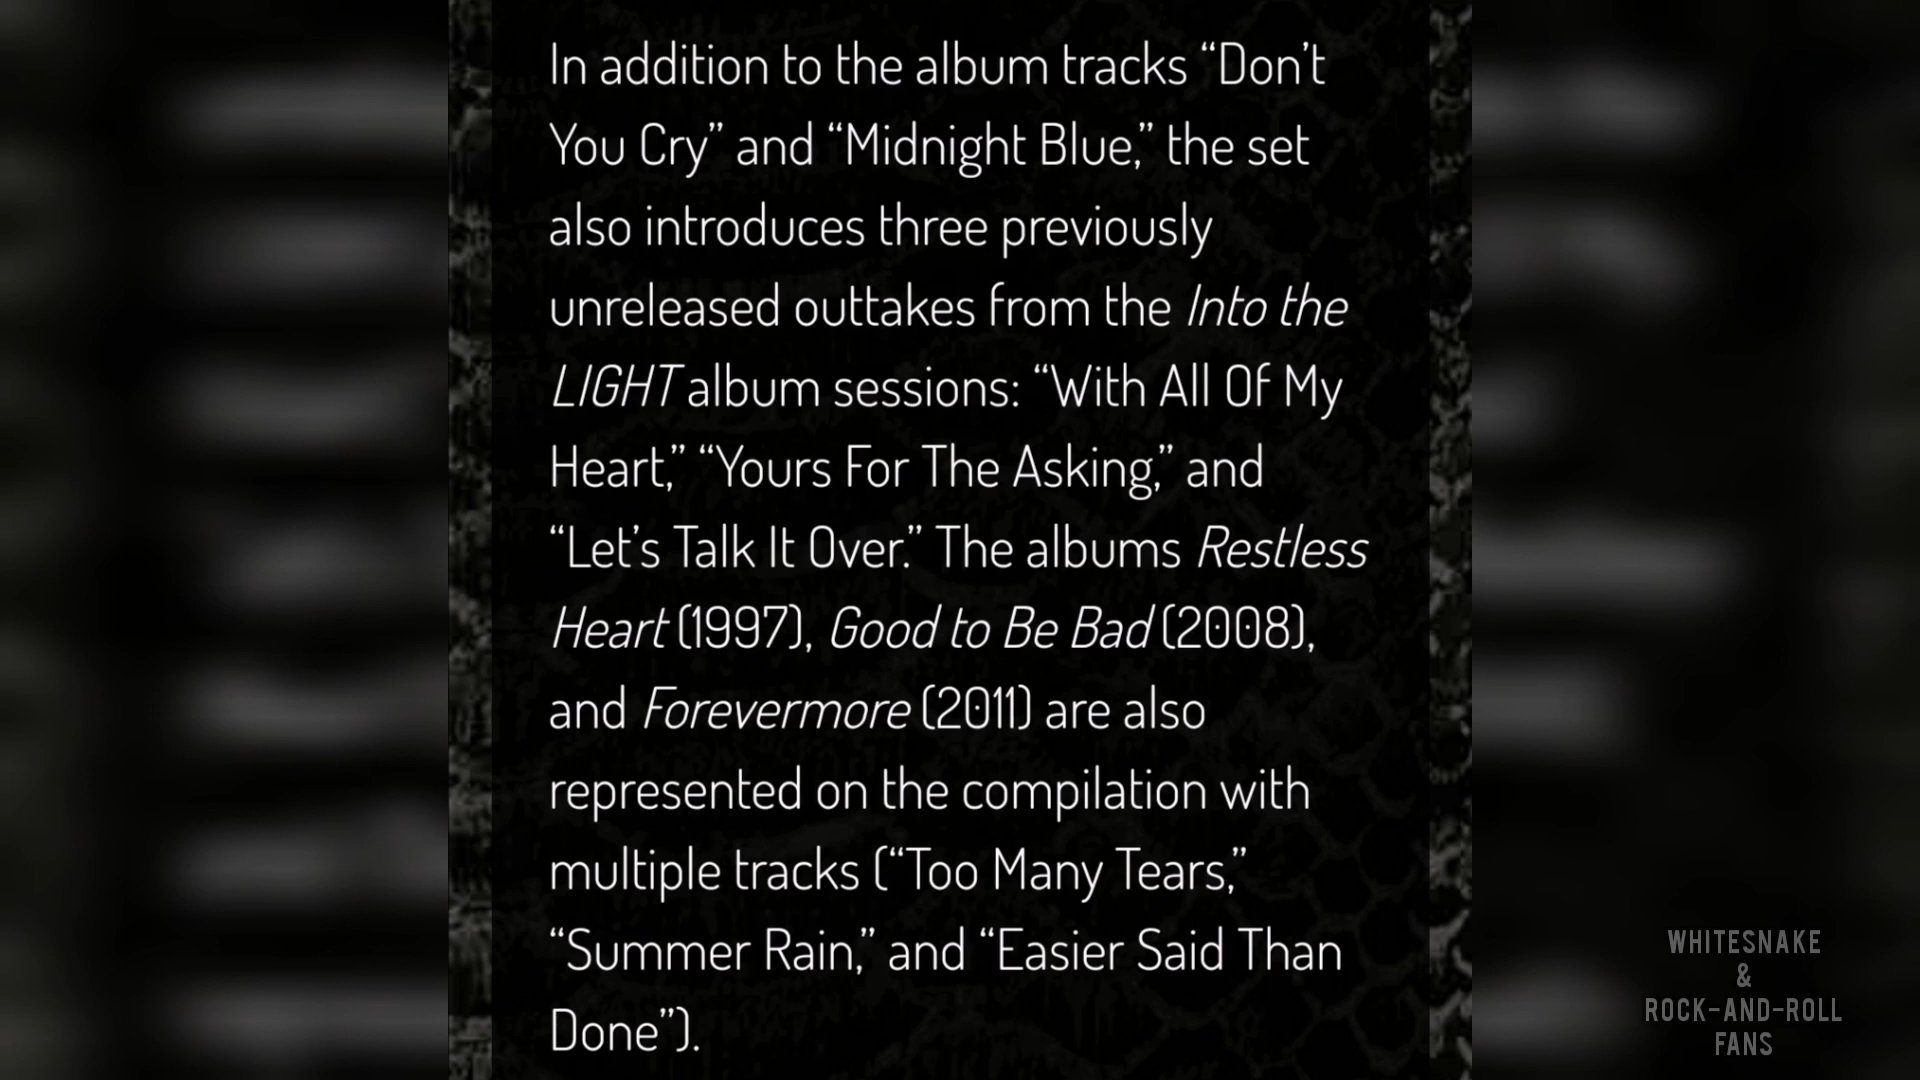 In addition to the album tracks “Don’t
You Cry” and “Midnight Blue,” the set
also introduces three previously
unreleased outtakes from the Into the
LIGHT album sessions: “With All Of My
Heart,” “Yours For The Asking,” and
“Let’s Talk It Over.” The albums Restless
Heart (1997), Good to Be Bad (2008),
and Forevermore (2011) are also
represented on the compilation with
multiple tracks (“Too Many Tears,”
“Summer Rain,” and “Easier Said Than
Done”).
WHITESNAKE
&
ROCK-AND-ROLL
FANS